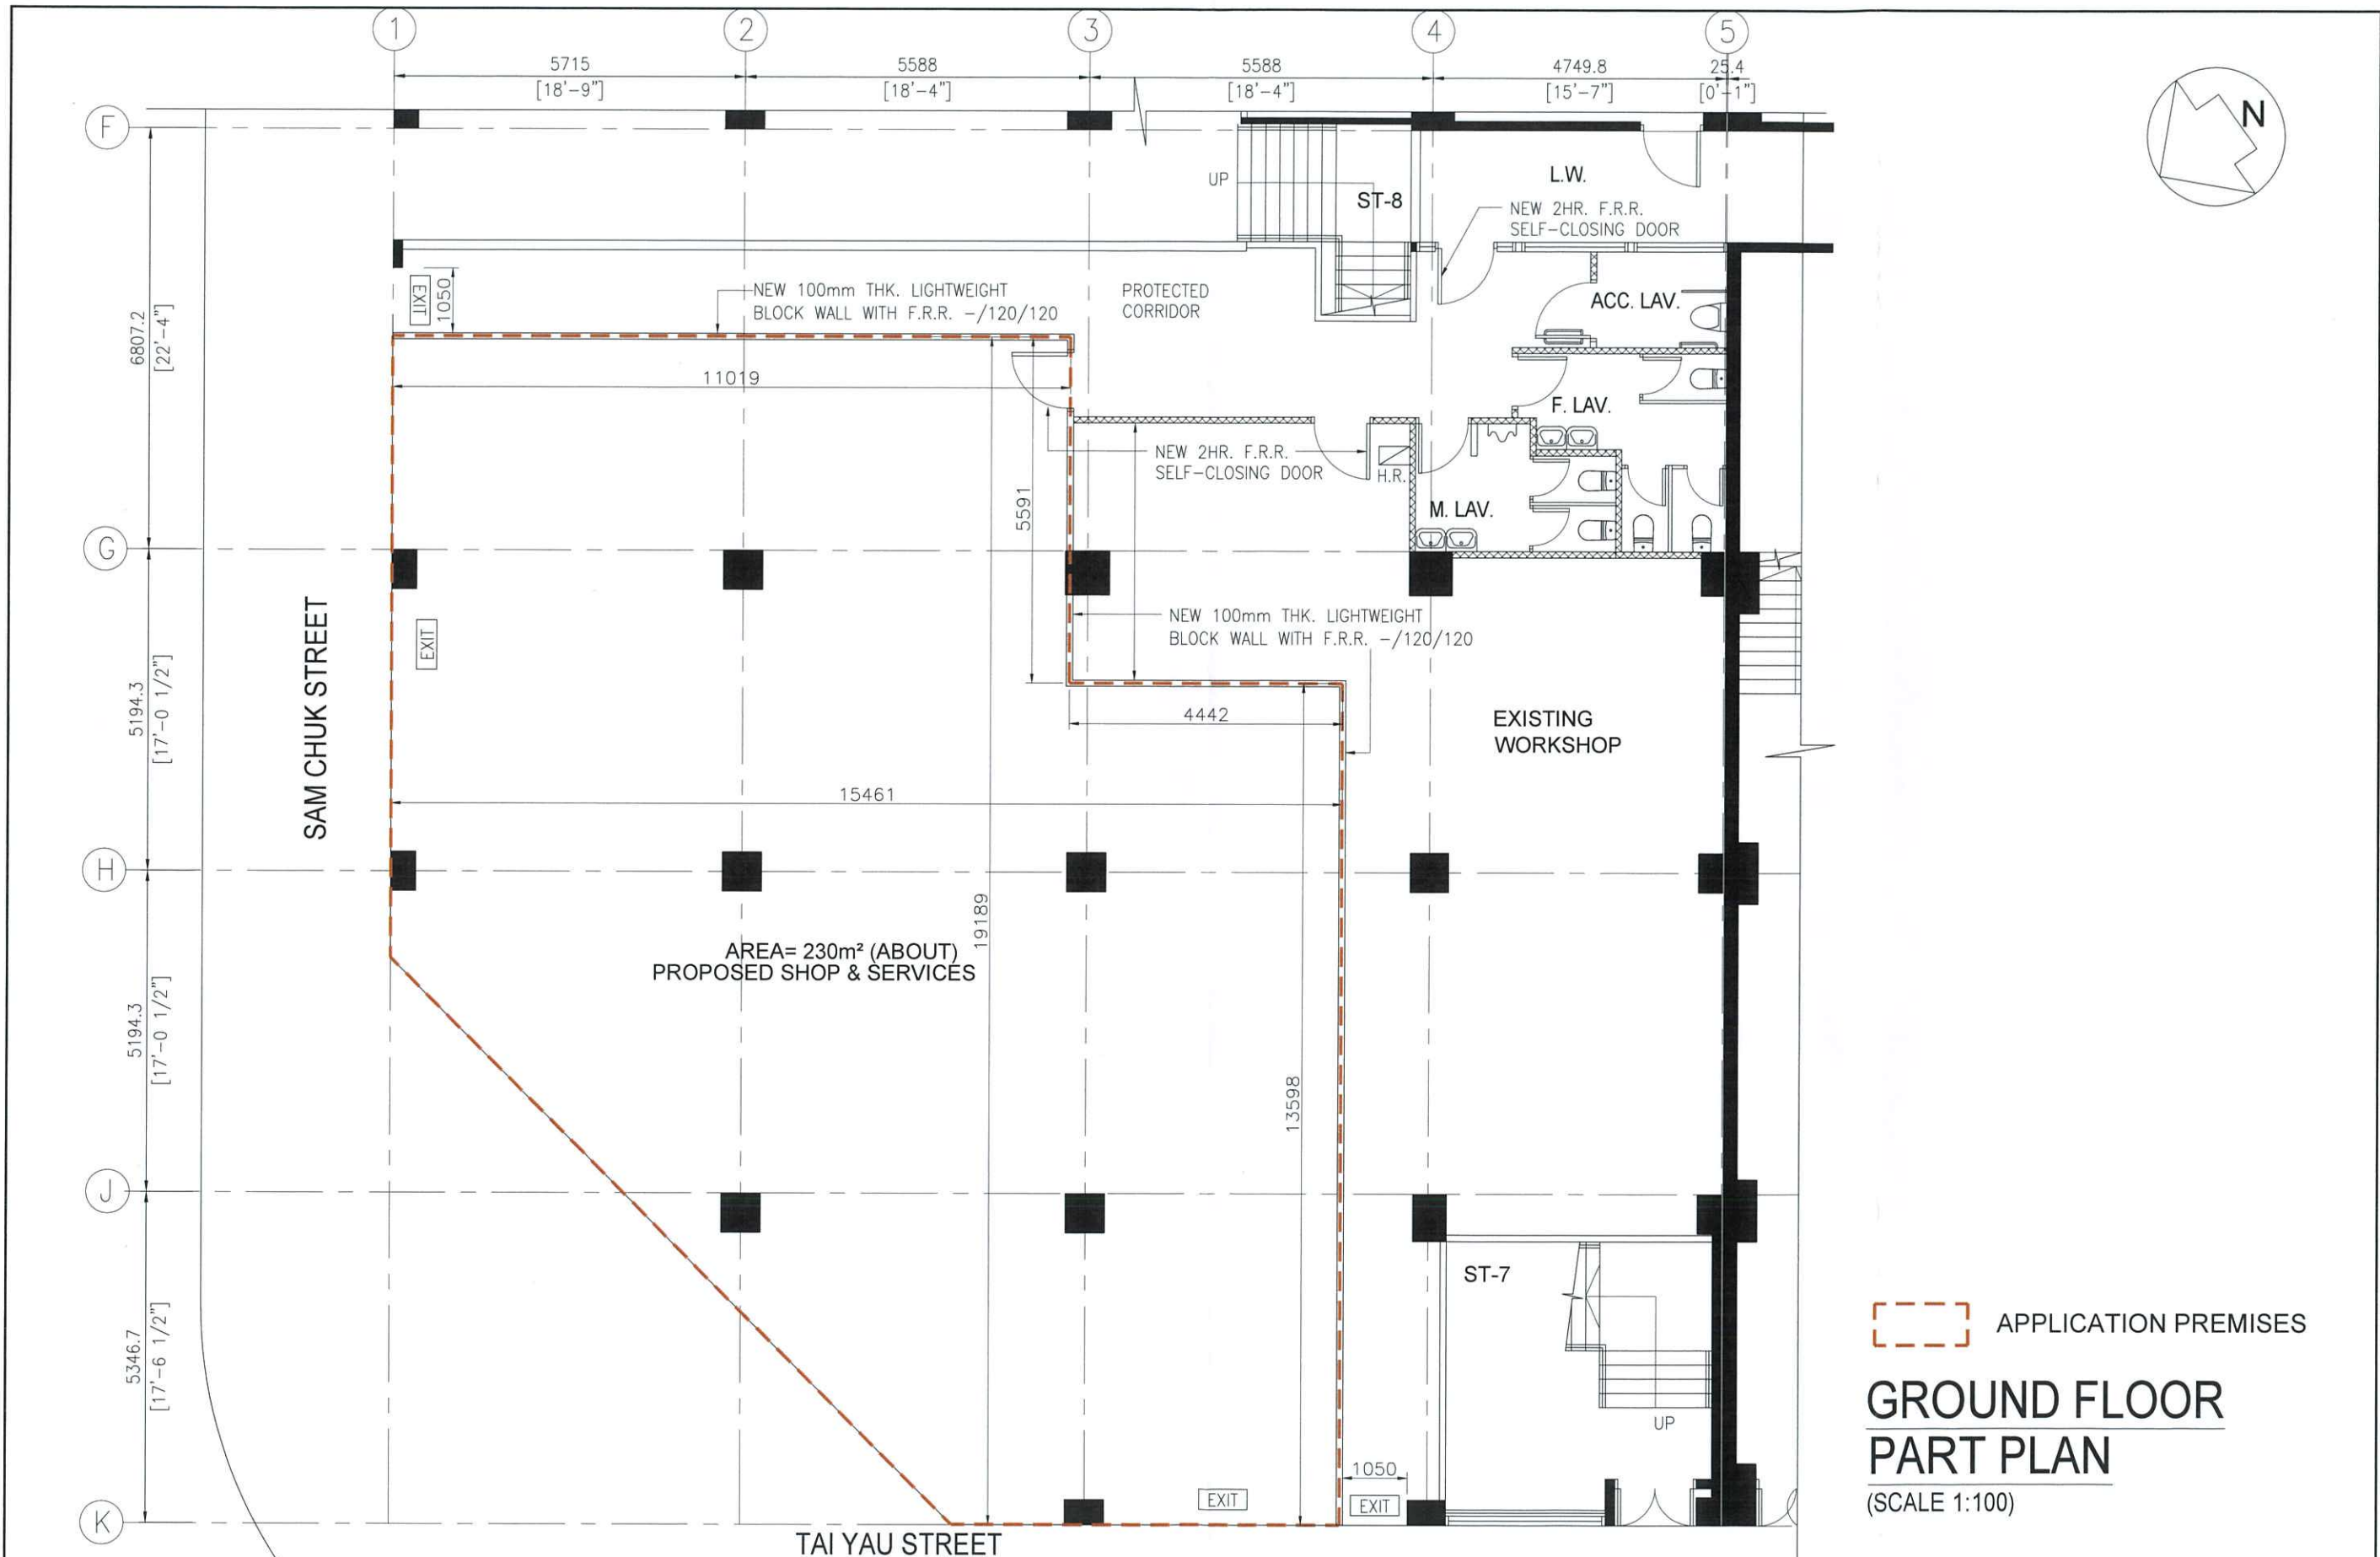 1
2
3
4
5
5715
[18'-9"]
5588
[18'-4"]
5588
[18'-4"]
4749.8
[15'-7"]
25.4
[0'-1"]
N
F
G
H
J
K
6807.2
[22'-4"]
5194.3
[17'-0 1/2"]
5194.3
[17'-0 1/2"]
5346.7
[17'-6 1/2"]
UP
ST-8
L.W.
NEW 2HR. F.R.R.
SELF-CLOSING DOOR
EXIT
1050
NEW 100mm THK. LIGHTWEIGHT
BLOCK WALL WITH F.R.R. -/120/120
PROTECTED
CORRIDOR
ACC. LAV.
11019
F. LAV.
NEW 2HR. F.R.R.
SELF-CLOSING DOOR
H.R.
5591
M. LAV.
SAM CHUK STREET
EXIT
NEW 100mm THK. LIGHTWEIGHT
BLOCK WALL WITH F.R.R. -/120/120
4442
EXISTING
WORKSHOP
15461
19189
AREA= 230m² (ABOUT)
PROPOSED SHOP & SERVICES
13598
ST-7
UP
1050
EXIT
EXIT
TAI YAU STREET
APPLICATION PREMISES
GROUND FLOOR
PART PLAN
(SCALE 1:100)